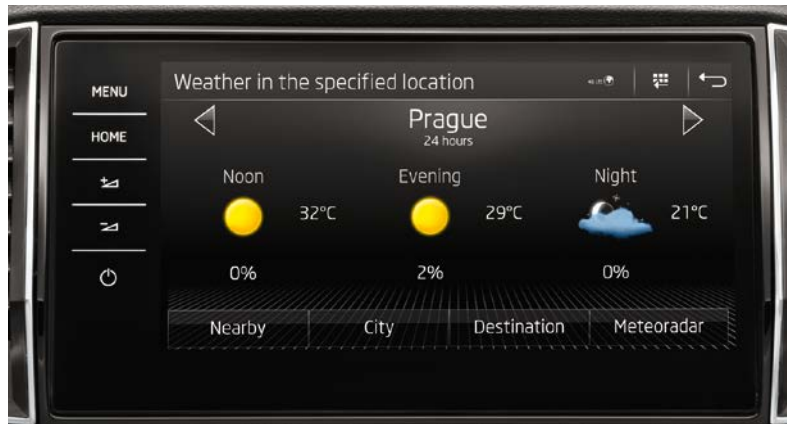 MENU
HOME
Weather in the specified location
Prague
24 hours
Noon
Evening
Night
32°C
29°C
21°C
0%
2%
0%
Nearby
City
Destination
Meteoradar